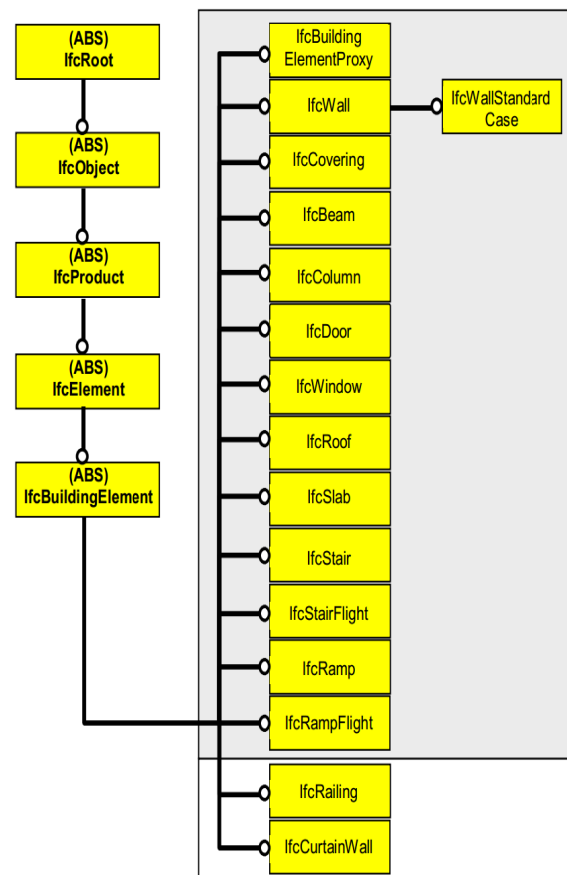 (ABS)
IfcRoot
(ABS)
IfcObject
(ABS)
IfcProduct
(ABS)
IfcElement
(ABS)
IfcBuildingElement
IfcBuilding
ElementProxy
IfcWall
IfcWallStandard
Case
IfcCovering
IfcBeam
IfcColumn
IfcDoor
IfcWindow
IfcRoof
IfcSlab
IfcStair
IfcStairFlight
IfcRamp
IfcRampFlight
IfcRailing
IfcCurtainWall